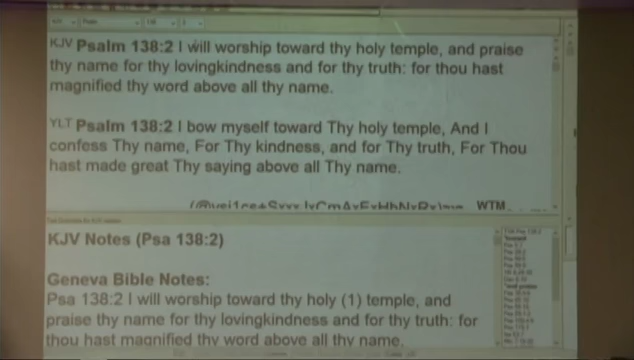 KJV Psalm 138:2 I will worship toward thy holy temple, and praise
thy name for thy lovingkindness and for thy truth: for thou hast
magnified thy word above all thy name.
YLT Psalm 138:2 I bow myself toward Thy holy temple, And I
confess Thy name, For Thy kindness, and for Thy truth, For Thou
hast made great Thy saying above all Thy name.
WTM
KJV Notes (Psa 138:2)
Geneva Bible Notes:
Psa 138:2 I will worship toward thy holy (1) temple, and
praise thy name for thy lovingkindness and for thy truth: for
thou hast magnified thy word above all thy name.